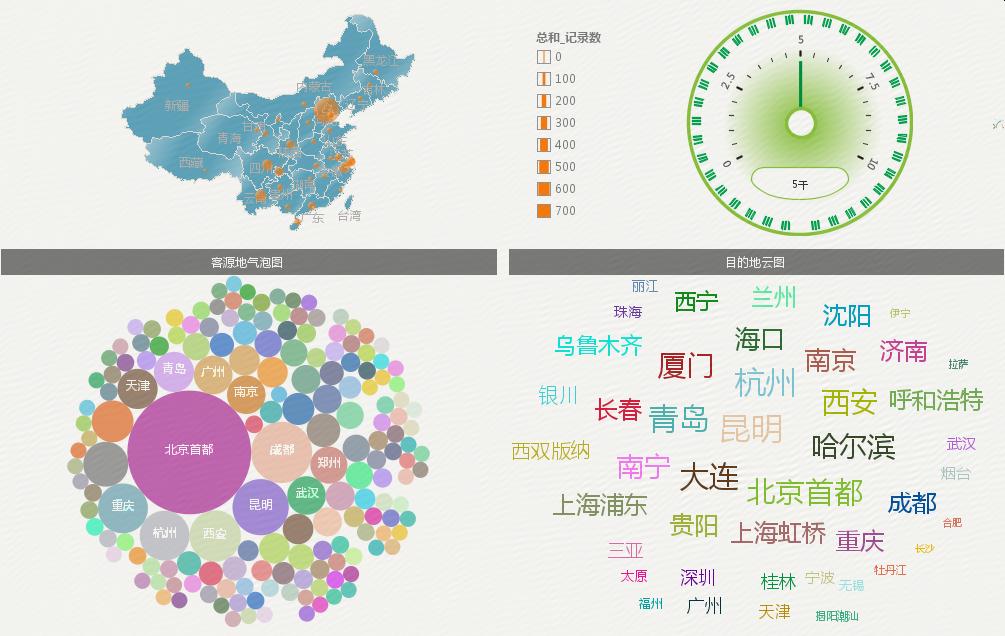 黑龙江
内蒙古
吉林
新疆
甘肃
青海
西藏
四川
湖南
云南
广东
台湾
总和_记录数
0
100
200
300
400
500
600
700
5
2.5
7.5
0
10
5千
客源地气泡图
目的地云图
青岛
广州
天津
南京
北京首都
成都
郑州
武汉
昆明
重庆
杭州
西安
丽江
西宁
兰州
珠海
沈阳
伊宁
乌鲁木齐
海口
厦门
南京
济南
拉萨
杭州
银川
长春
青岛
西安
呼和浩特
昆明
西双版纳
哈尔滨
武汉
南宁
大连
烟台
北京首都
上海浦东
成都
贵阳
上海虹桥
重庆
合肥
三亚
长沙
太原
深圳
桂林
宁波
无锡
牡丹江
福州
广州
天津
揭阳潮汕